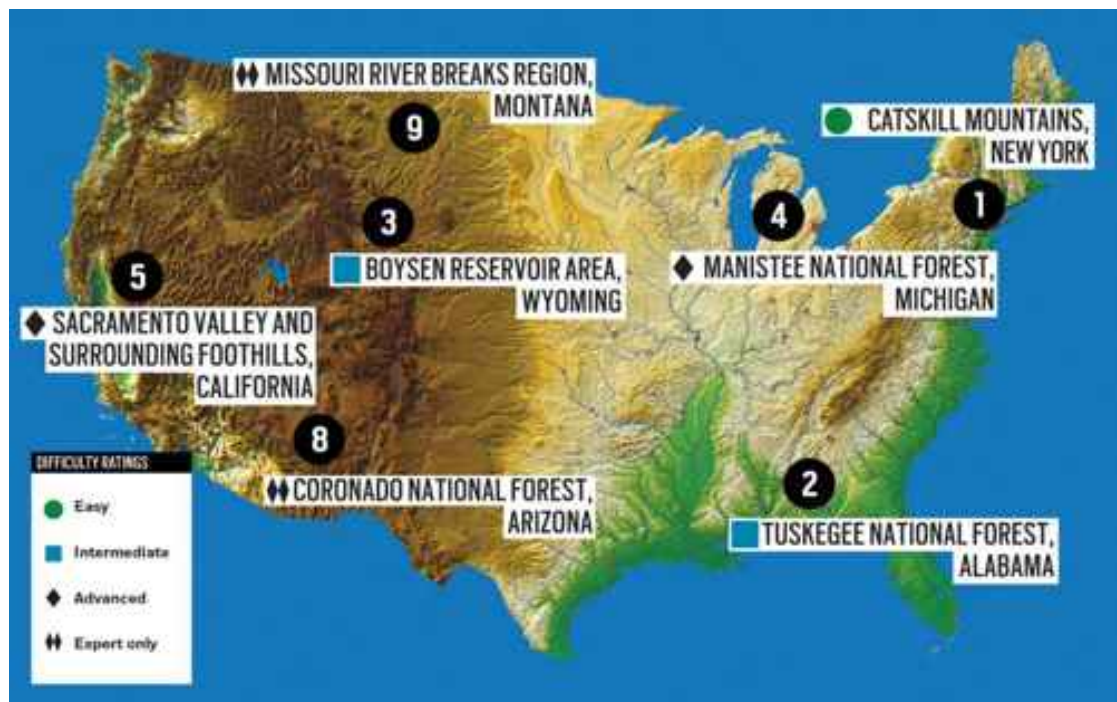 MISSOURI RIVER BREAKS REGION,
MONTANA
9
CATSKILL MOUNTAINS,
NEW YORK
1
3
BOYSEN RESERVOIR AREA,
WYOMING
4
MANISTEE NATIONAL FOREST,
MICHIGAN
5
SACRAMENTO VALLEY AND
SURROUNDING FOOTHILLS,
CALIFORNIA
8
CORONADO NATIONAL FOREST,
ARIZONA
2
TUSKEGEE NATIONAL FOREST,
ALABAMA
DIFFICULTY RATINGS
Easy
Intermediate
Advanced
Expert only